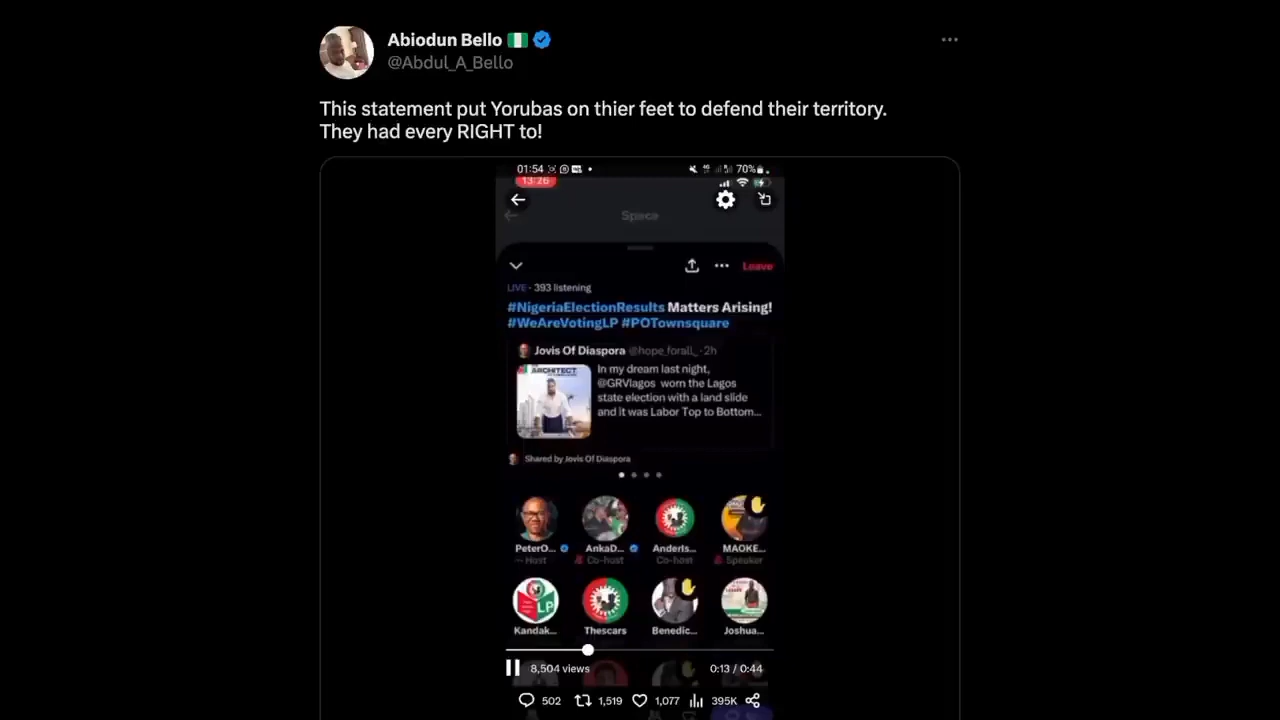 Abiodun Bello
@Abdul_A_Bello
This statement put Yorubas on thier feet to defend their territory.
They had every RIGHT to!
01:54
70%
13:26
Space
Leave
LIVE · 393 listening
#NigeriaElectionResults Matters Arising!
#WeAreVotingLP #POTownsquare
Jovis Of Diaspora @hope_forall_ · 2h
ARCHITECT
In my dream last night,
@GRVlagos worn the Lagos
state election with a land slide
and it was Labor Top to Bottom...
Shared by Jovis Of Diaspora
PeterO... AnkaD... AnderIs... MAOKE...
Host Co-host Co-host Speaker
LP
Kandak... Thescars Benedic... Joshua...
8,504 views 0:13 / 0:44
502 1,519 1,077 395K